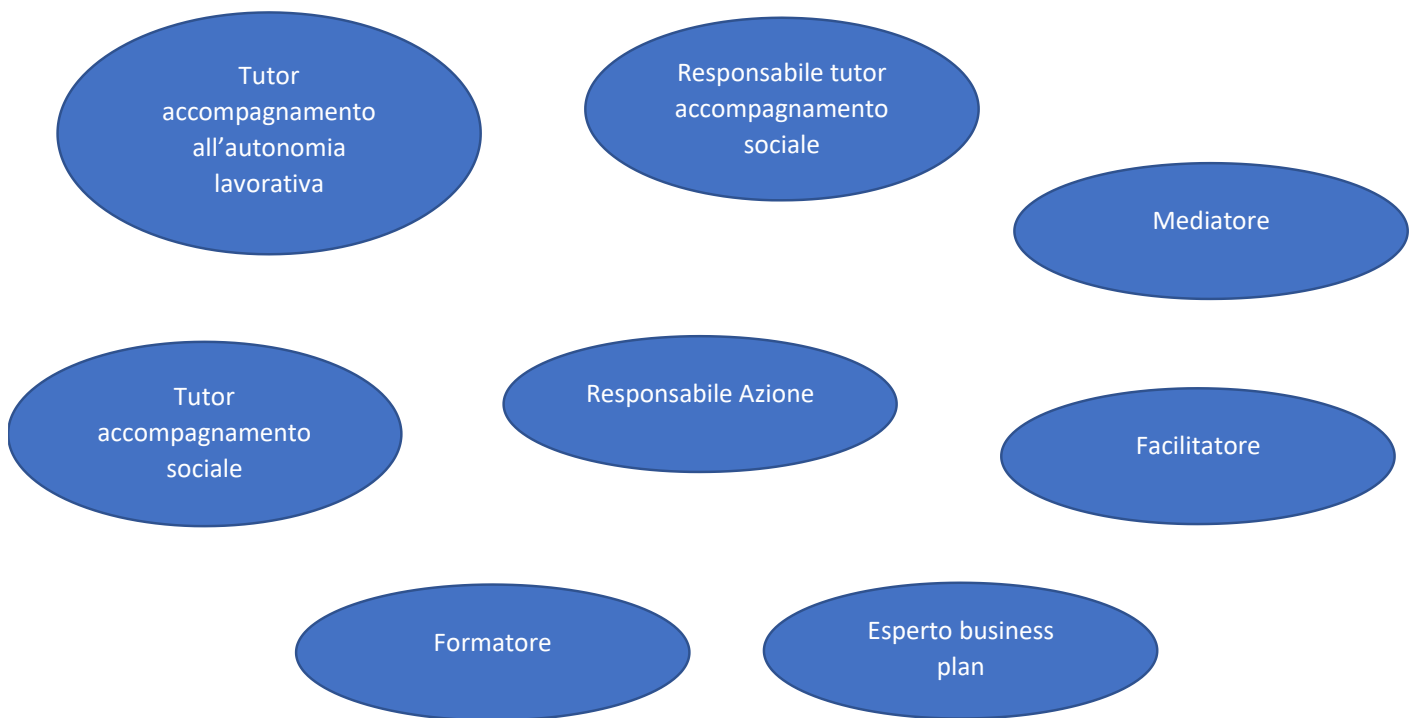 Tutor
accompagnamento
all’autonomia
lavorativa
Responsabile tutor
accompagnamento
sociale
Mediatore
Tutor
accompagnamento
sociale
Responsabile Azione
Facilitatore
Formatore
Esperto business
plan